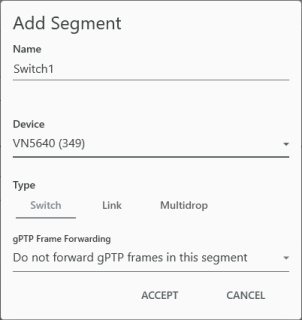 Add Segment
Name
Switch1
Device
VN5640 (349)
Type
Switch Link Multidrop
gPTP Frame Forwarding
Do not forward gPTP frames in this segment
ACCEPT CANCEL